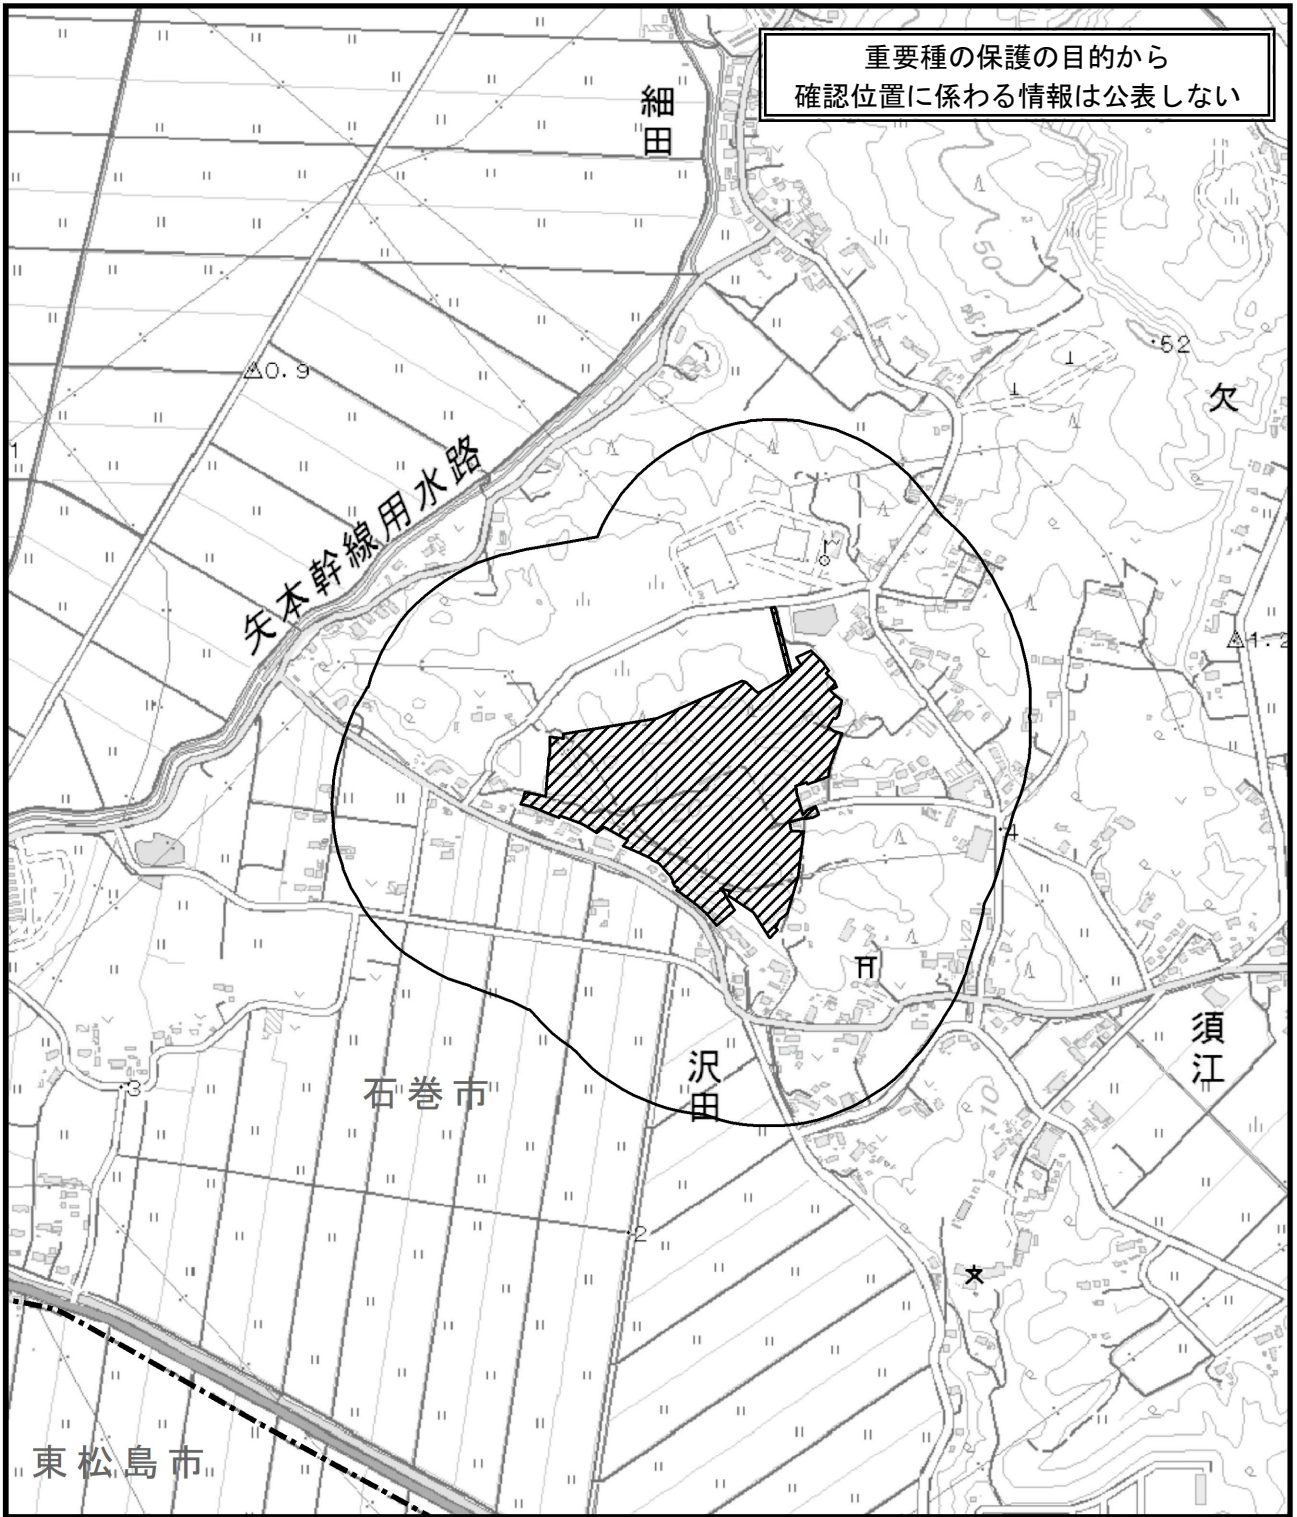 重要種の保護の目的から
確認位置に係わる情報は公表しない
細田
50
52
0.9
欠
1
矢本幹線用水路
1.2
4
須江
沢田
石巻市
3
10
2
東松島市